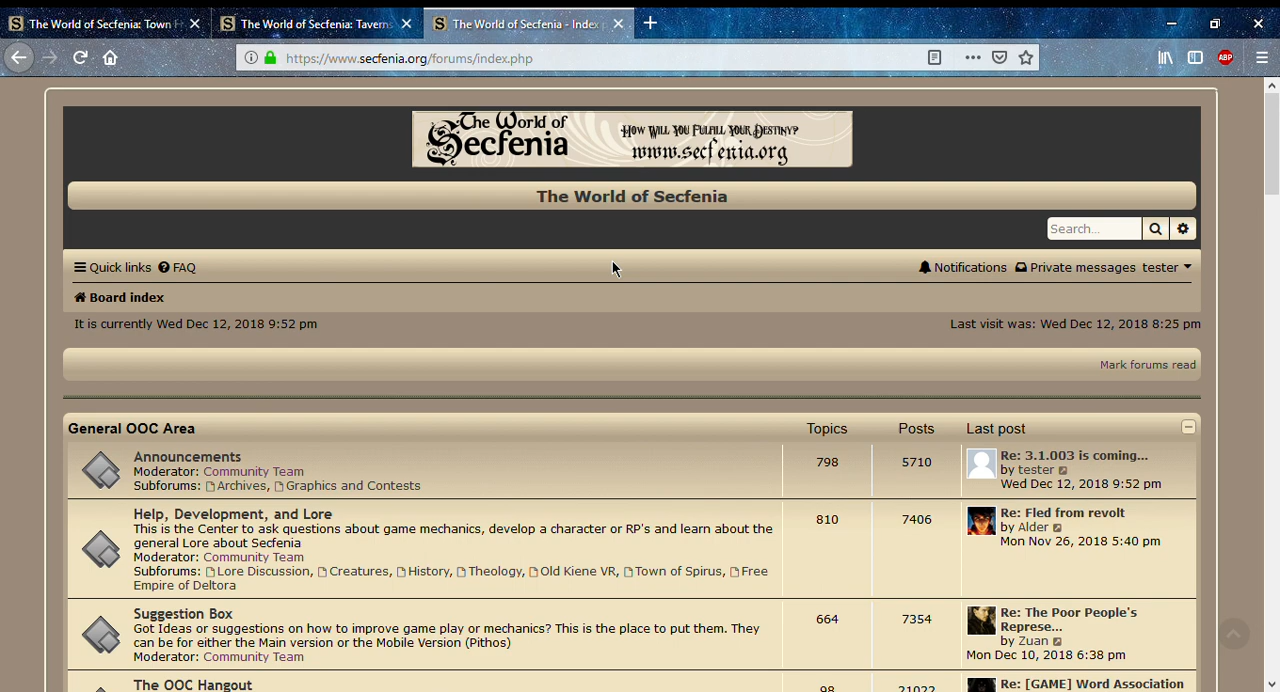 The World of Secfenia: Town H
The World of Secfenia: Taverns
The World of Secfenia - Index p
https://www.secfenia.org/forums/index.php
ABP
The World of Secfenia
How Will You Fulfill Your Destiny?
www.secfenia.org
The World of Secfenia
Search...
Quick links FAQ
Notifications Private messages tester
Board index
It is currently Wed Dec 12, 2018 9:52 pm
Last visit was: Wed Dec 12, 2018 8:25 pm
Mark forums read
General OOC Area Topics Posts Last post
Announcements
Moderator: Community Team
Subforums: Archives, Graphics and Contests
798
5710
Re: 3.1.003 is coming...
by tester
Wed Dec 12, 2018 9:52 pm
Help, Development, and Lore
This is the Center to ask questions about game mechanics, develop a character or RP's and learn about the
general Lore about Secfenia
Moderator: Community Team
Subforums: Lore Discussion, Creatures, History, Theology, Old Kiene VR, Town of Spirus, Free
Empire of Deltora
810
7406
Re: Fled from revolt
by Alder
Mon Nov 26, 2018 5:40 pm
Suggestion Box
Got Ideas or suggestions on how to improve game play or mechanics? This is the place to put them. They
can be for either the Main version or the Mobile Version (Pithos)
Moderator: Community Team
664
7354
Re: The Poor People's
Represe...
by Zuan
Mon Dec 10, 2018 6:38 pm
The OOC Hangout
98
21022
Re: [GAME] Word Association